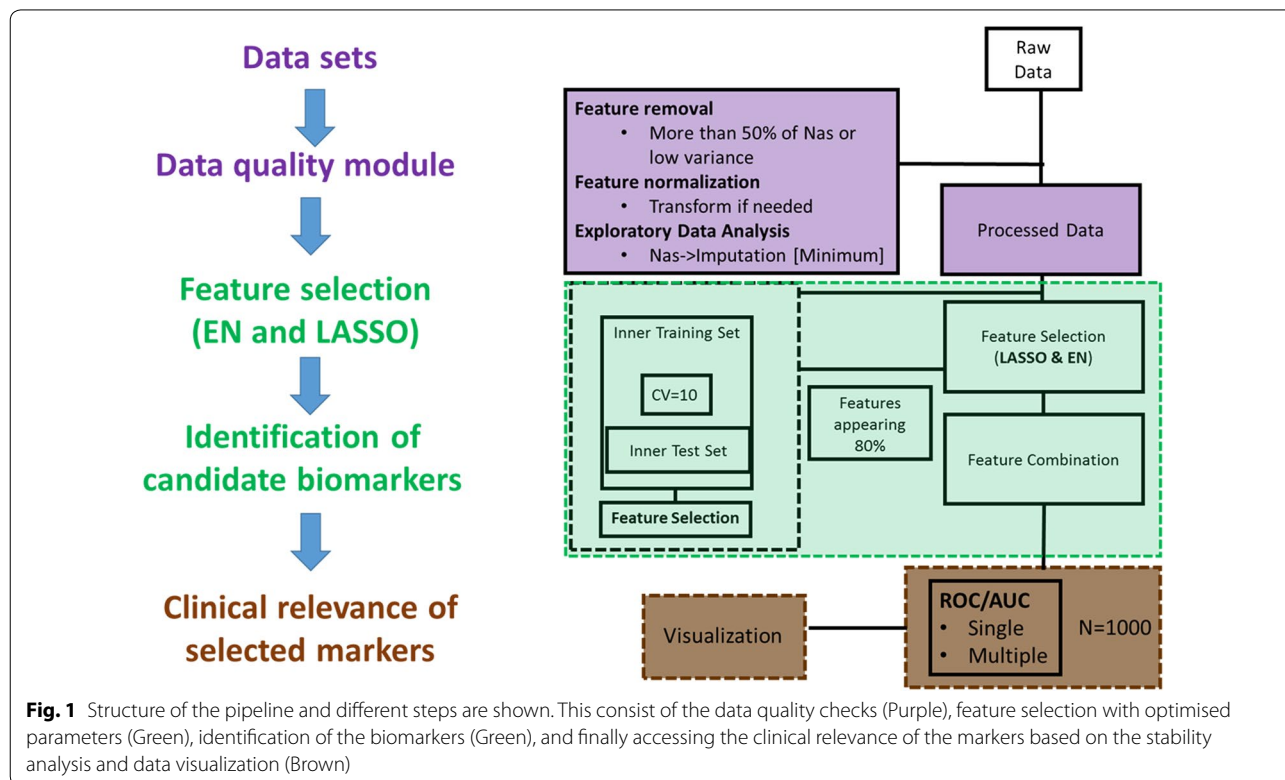 Data sets
Data quality module
Feature selection
(EN and LASSO)
Identification of
candidate biomarkers
Clinical relevance of
selected markers
Raw
Data
Feature removal
• More than 50% of Nas or
low variance
Feature normalization
• Transform if needed
Exploratory Data Analysis
• Nas->Imputation [Minimum]
Processed Data
Inner Training Set
CV=10
Inner Test Set
Feature Selection
Features
appearing
80%
Feature Selection
(LASSO & EN)
Feature Combination
Visualization
ROC/AUC
• Single
• Multiple
N=1000
Fig. 1 Structure of the pipeline and different steps are shown. This consist of the data quality checks (Purple), feature selection with optimised
parameters (Green), identification of the biomarkers (Green), and finally accessing the clinical relevance of the markers based on the stability
analysis and data visualization (Brown)